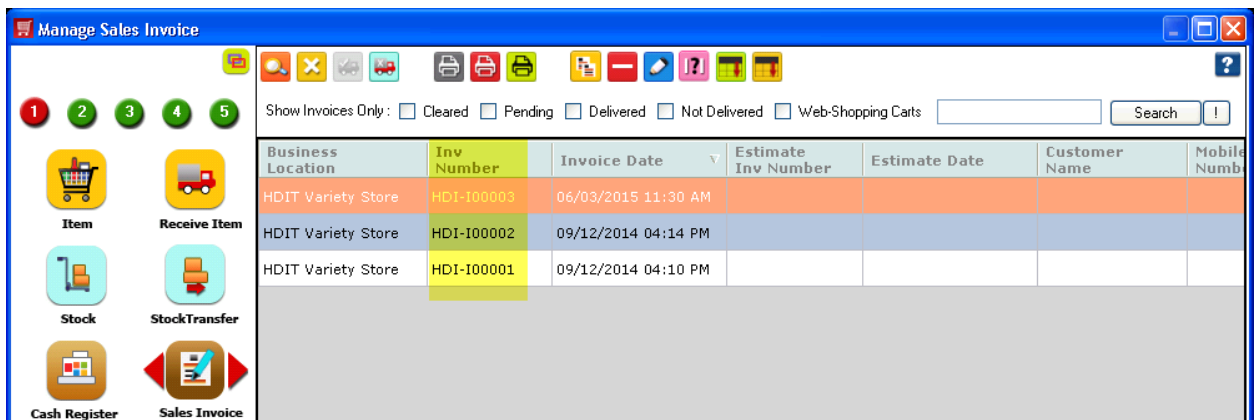 Manage Sales Invoice
?
1 2 3 4 5
Show Invoices Only : Cleared Pending Delivered Not Delivered Web-Shopping Carts Search !
Business Location Inv Number Invoice Date Estimate Inv Number Estimate Date Customer Name Mobile
HDIT Variety Store HDI-I00003 06/03/2015 11:30 AM
HDIT Variety Store HDI-I00002 09/12/2014 04:14 PM
HDIT Variety Store HDI-I00001 09/12/2014 04:10 PM
Item Receive Item
Stock StockTransfer
Cash Register Sales Invoice